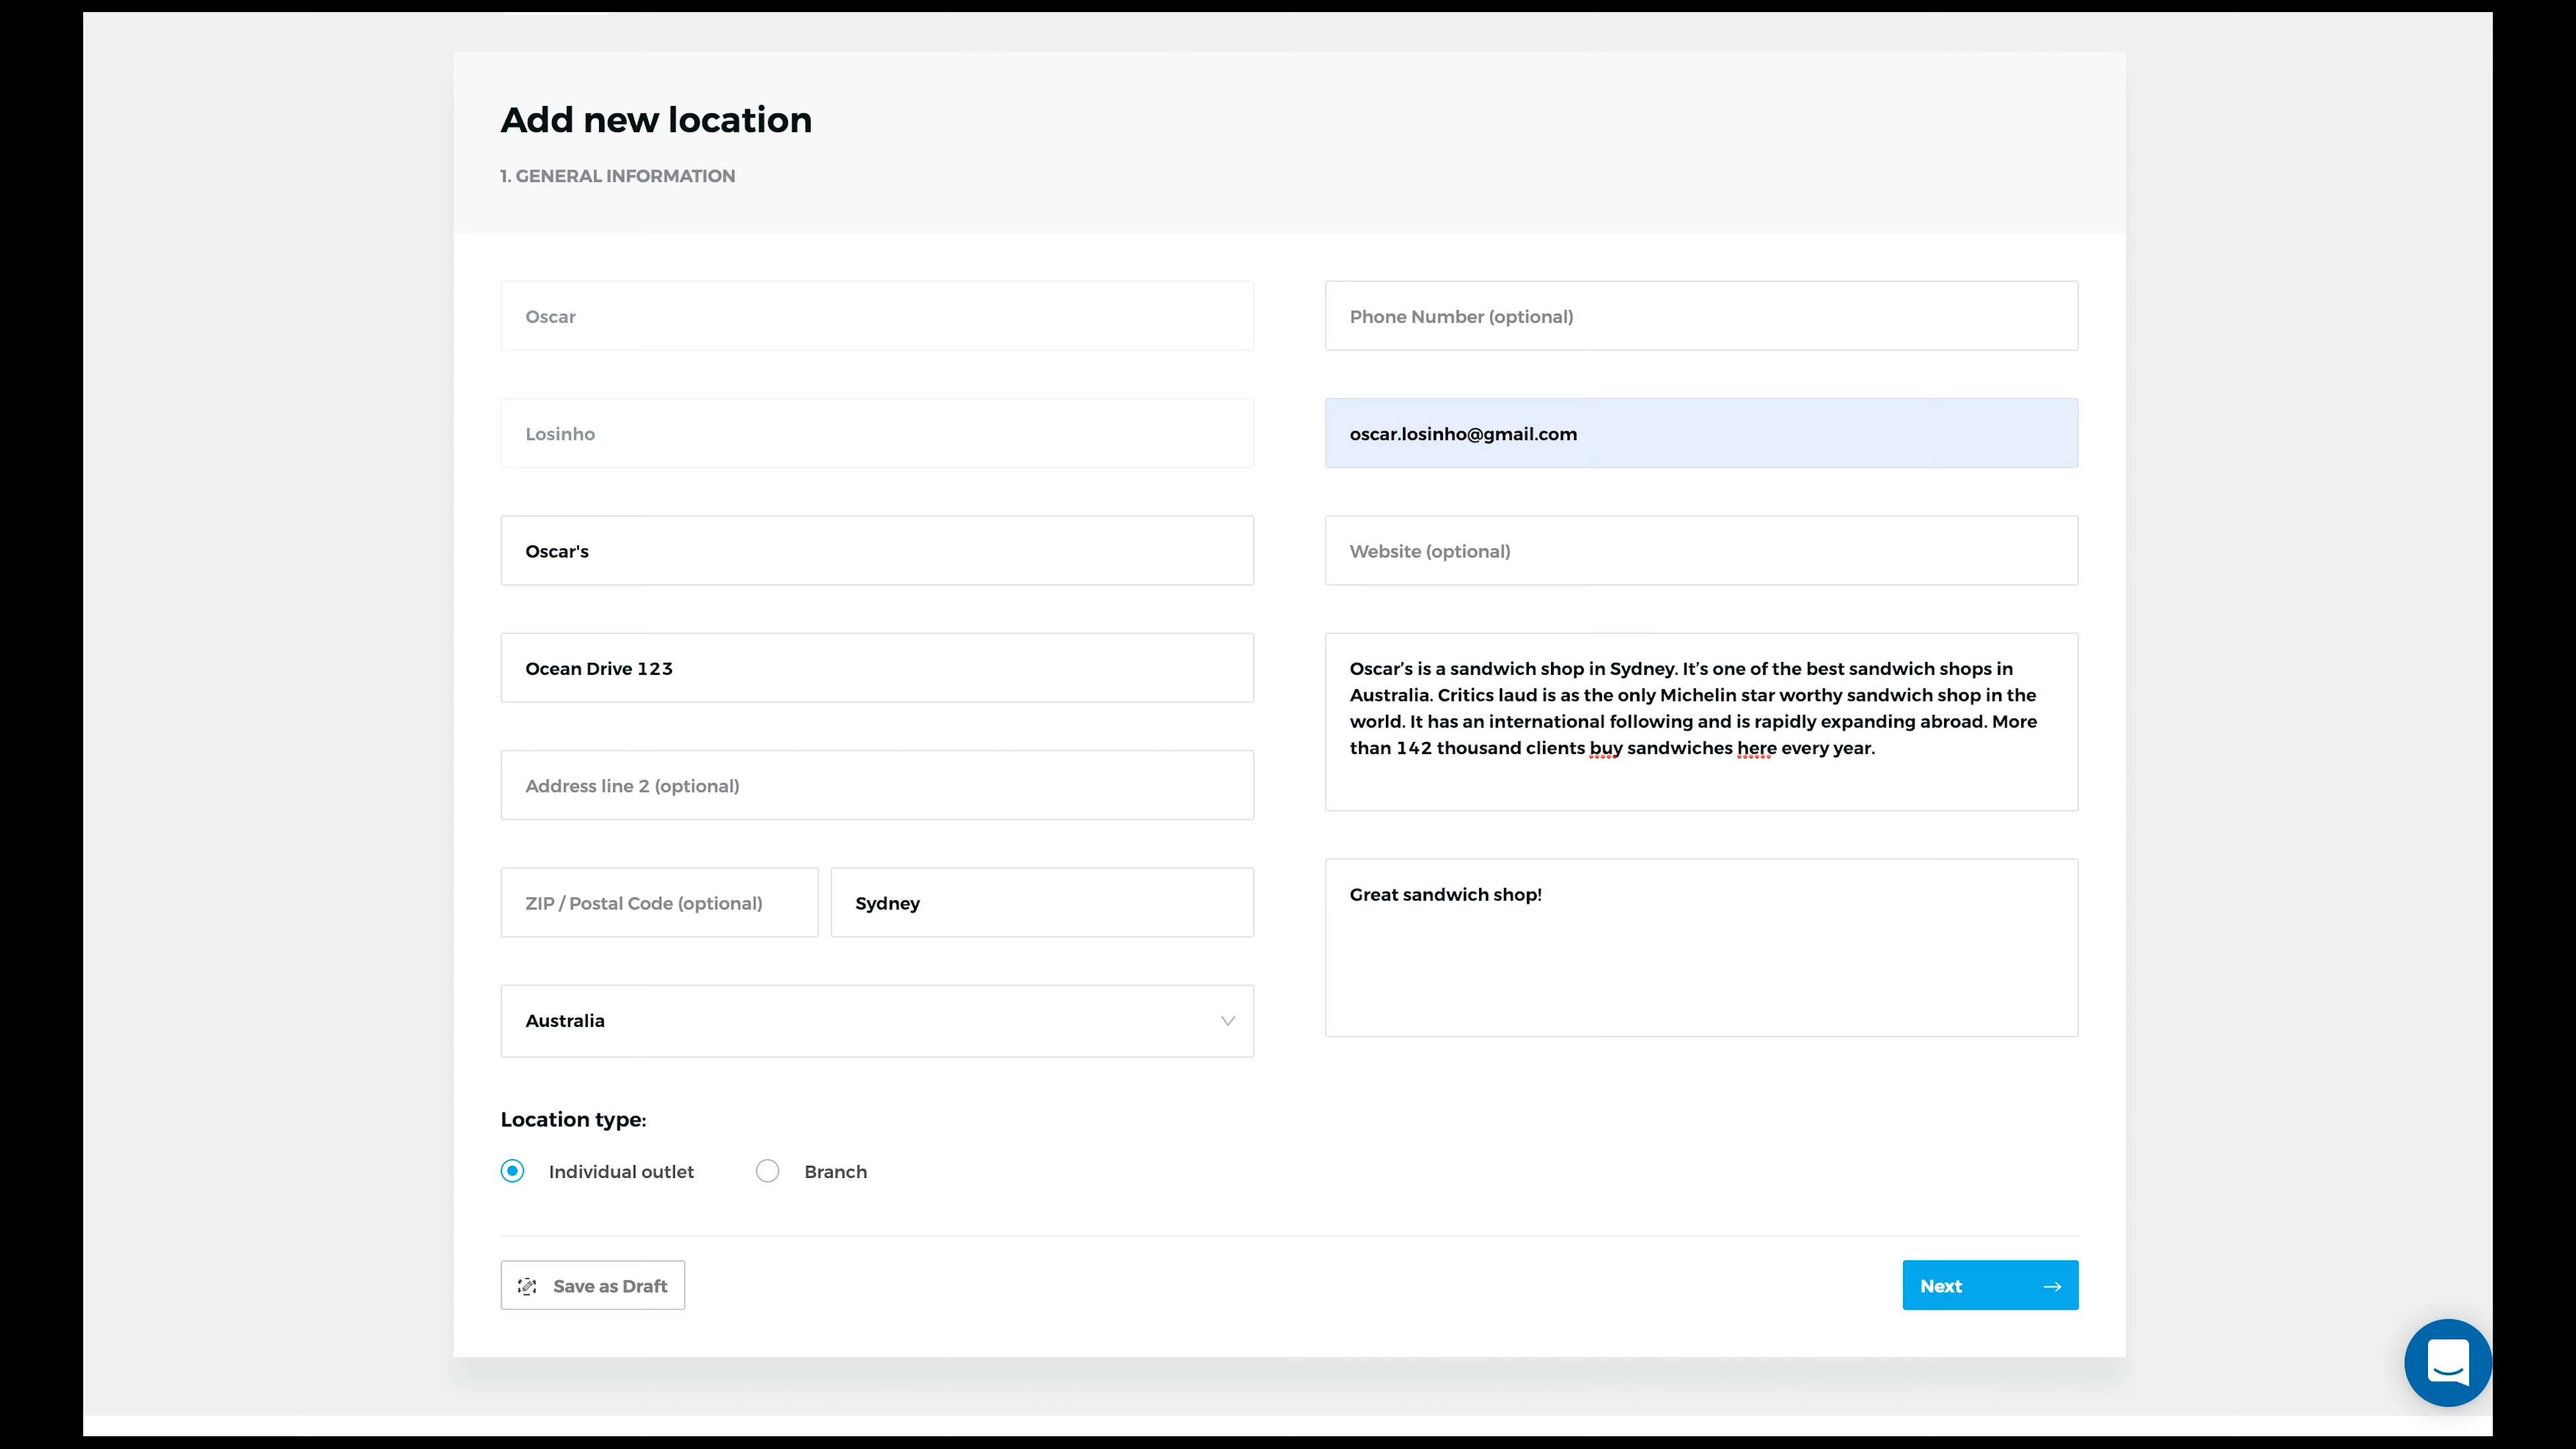 Add new location
1. GENERAL INFORMATION
Oscar
Losinho
Oscar's
Ocean Drive 123
Address line 2 (optional)
ZIP / Postal Code (optional)
Sydney
Australia
Location type:
Individual outlet
Branch
Phone Number (optional)
oscar.losinho@gmail.com
Website (optional)
Oscar’s is a sandwich shop in Sydney. It’s one of the best sandwich shops in
Australia. Critics laud is as the only Michelin star worthy sandwich shop in the
world. It has an international following and is rapidly expanding abroad. More
than 142 thousand clients buy sandwiches here every year.
Great sandwich shop!
Save as Draft
Next